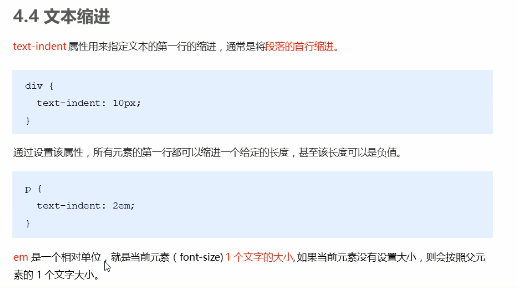 4.4 文本缩进
text-indent 属性用来指定文本的第一行的缩进，通常是将段落的首行缩进。
div {
text-indent: 10px;
}
通过设置该属性，所有元素的第一行都可以缩进一个给定的长度，甚至该长度可以是负值。
p {
text-indent: 2em;
}
em 是一个相对单位，就是当前元素（font-size) 1 个文字的大小, 如果当前元素没有设置大小，则会按照父元
素的 1 个文字大小。